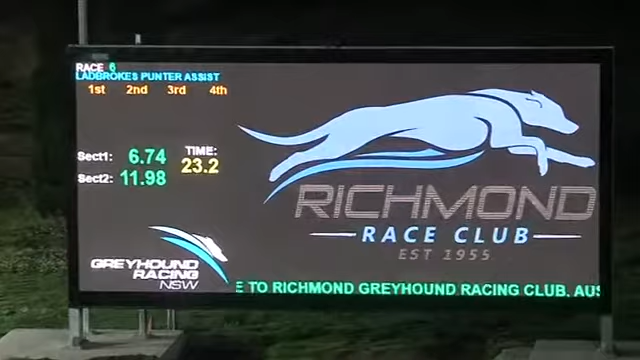 RACE 6
LADBROKES PUNTER ASSIST
1st 2nd 3rd 4th
Sect1: 6.74 TIME:
23.2
Sect2: 11.98
RICHMOND
RACE CLUB
EST 1955
GREYHOUND
RACING
NSW
TO RICHMOND GREYHOUND RACING CLUB, AUS